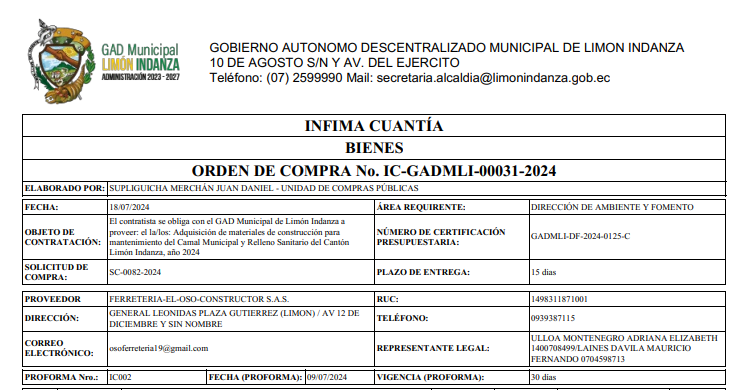 GAD Municipal
LIMÓN INDANZA
ADMINISTRACIÓN 2023 - 2027
GOBIERNO AUTONOMO DESCENTRALIZADO MUNICIPAL DE LIMON INDANZA
10 DE AGOSTO S/N Y AV. DEL EJERCITO
Teléfono: (07) 2599990 Mail: secretaria.alcaldia@limonindanza.gob.ec
INFIMA CUANTÍA
BIENES
ORDEN DE COMPRA No. IC-GADMLI-00031-2024
ELABORADO POR: SUPLIGUICHA MERCHÁN JUAN DANIEL - UNIDAD DE COMPRAS PÚBLICAS
FECHA: 18/07/2024 ÁREA REQUIRENTE: DIRECCIÓN DE AMBIENTE Y FOMENTO
OBJETO DE
CONTRATACIÓN:
El contratista se obliga con el GAD Municipal de Limón Indanza a
proveer: el la/los: Adquisición de materiales de construcción para
mantenimiento del Camal Municipal y Relleno Sanitario del Cantón
Limón Indanza, año 2024
NÚMERO DE CERTIFICACIÓN
PRESUPUESTARIA:
GADMLI-DF-2024-0125-C
SOLICITUD DE
COMPRA:
SC-0082-2024
PLAZO DE ENTREGA: 15 días
PROVEEDOR FERRETERIA-EL-OSO-CONSTRUCTOR S.A.S. RUC: 1498311871001
DIRECCIÓN:
GENERAL LEONIDAS PLAZA GUTIERREZ (LIMON) / AV 12 DE
DICIEMBRE Y SIN NOMBRE
TELÉFONO: 0939387115
CORREO
ELECTRÓNICO:
osoferreteria19@gmail.com
REPRESENTANTE LEGAL:
ULLOA MONTENEGRO ADRIANA ELIZABETH
1400708499/LAINES DAVILA MAURICIO
FERNANDO 0704598713
PROFORMA Nro.: IC002 FECHA (PROFORMA): 09/07/2024 VIGENCIA (PROFORMA): 30 días